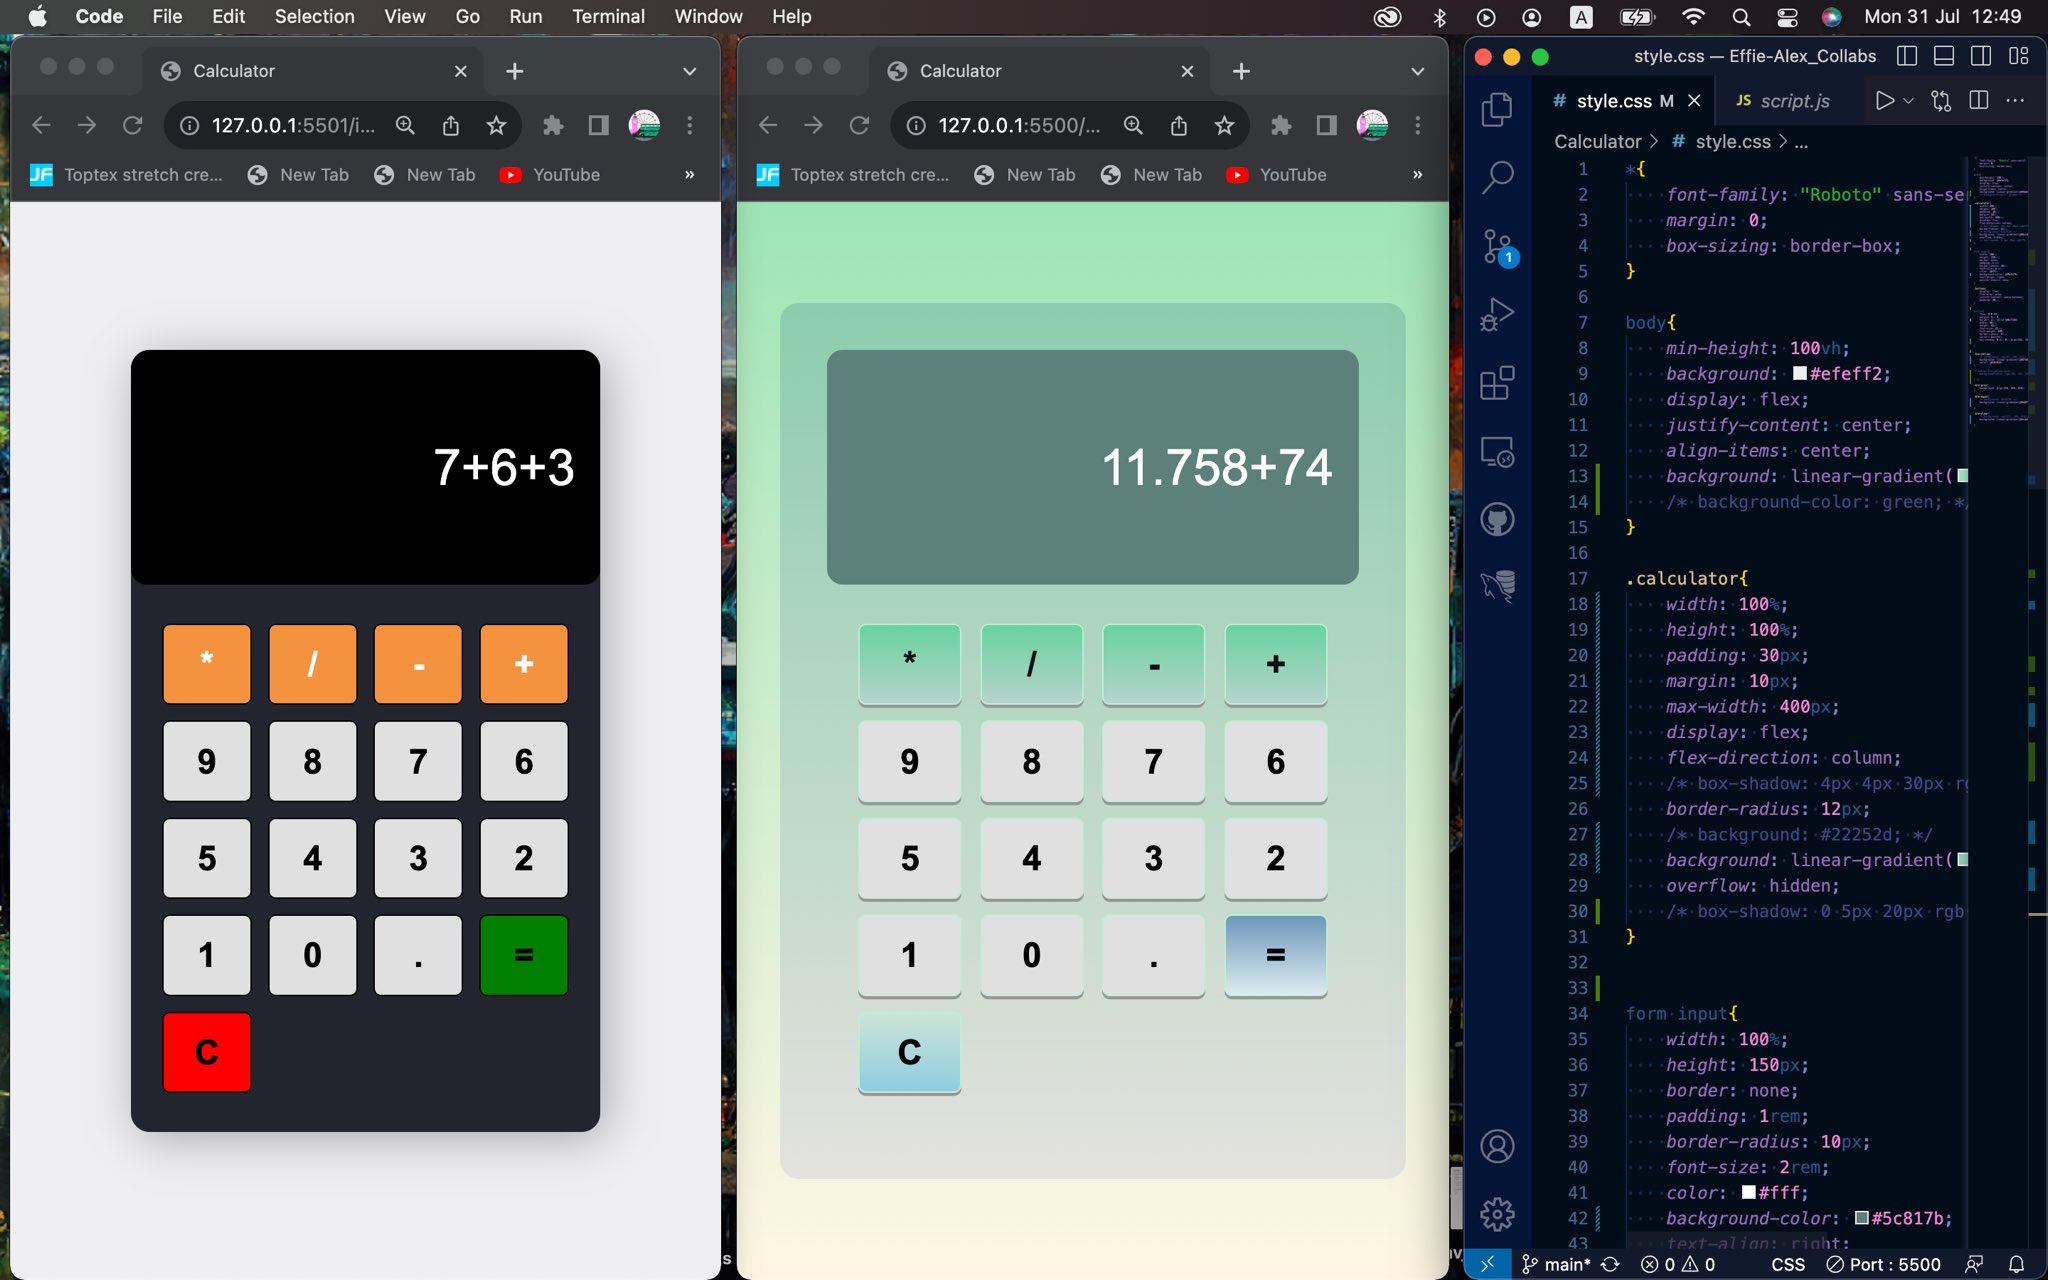 Code File Edit Selection View Go Run Terminal Window Help A Mon 31 Jul 12:49
Calculator
127.0.0.1:5501/i...
JF Toptex stretch cre... New Tab New Tab YouTube »
7+6+3
* / - +
9 8 7 6
5 4 3 2
1 0 . =
C
Calculator
127.0.0.1:5500/...
JF Toptex stretch cre... New Tab New Tab YouTube »
11.758+74
* / - +
9 8 7 6
5 4 3 2
1 0 . =
C
style.css — Effie-Alex_Collabs
# style.css M JS script.js
Calculator > # style.css > ...
1
1 *{
2 font-family: "Roboto" sans-se
3 margin: 0;
4 box-sizing: border-box;
5 }
6
7 body{
8 min-height: 100vh;
9 background: #efeff2;
10 display: flex;
11 justify-content: center;
12 align-items: center;
13 background: linear-gradient(
14 /* background-color: green; */
15 }
16
17 .calculator{
18 width: 100%;
19 height: 100%;
20 padding: 30px;
21 margin: 10px;
22 max-width: 400px;
23 display: flex;
24 flex-direction: column;
25 /* box-shadow: 4px 4px 30px rg
26 border-radius: 12px;
27 /* background: #22252d; */
28 background: linear-gradient(
29 overflow: hidden;
30 /* box-shadow: 0 5px 20px rgb
31 }
32
33
34 form input{
35 width: 100%;
36 height: 150px;
37 border: none;
38 padding: 1rem;
39 border-radius: 10px;
40 font-size: 2rem;
41 color: #fff;
42 background-color: #5c817b;
43 text-align: right;
main* 0 0 CSS Port : 5500